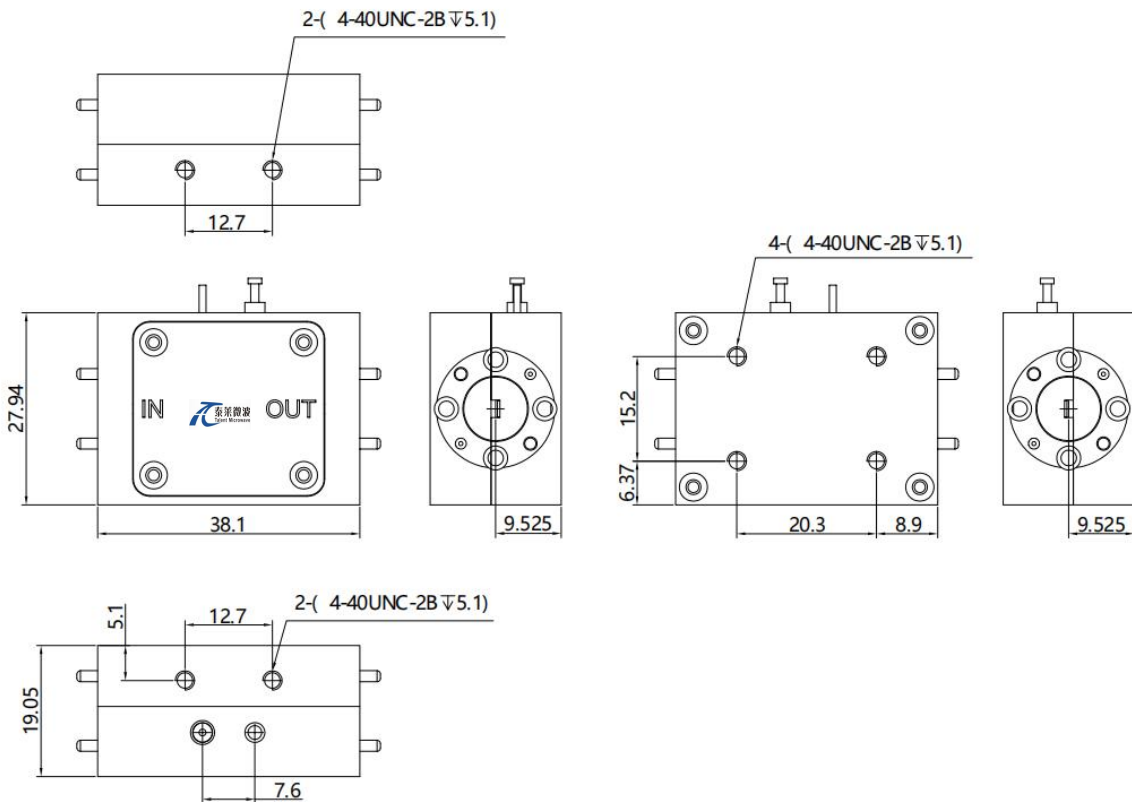 2-( 4-40UNC-2B↧5.1)
12.7
4-( 4-40UNC-2B↧5.1)
27.94
IN
泰莱微波
Talent Microwave
OUT
38.1
9.525
15.2
6.37
20.3
8.9
9.525
2-( 4-40UNC-2B↧5.1)
5.1
12.7
19.05
7.6